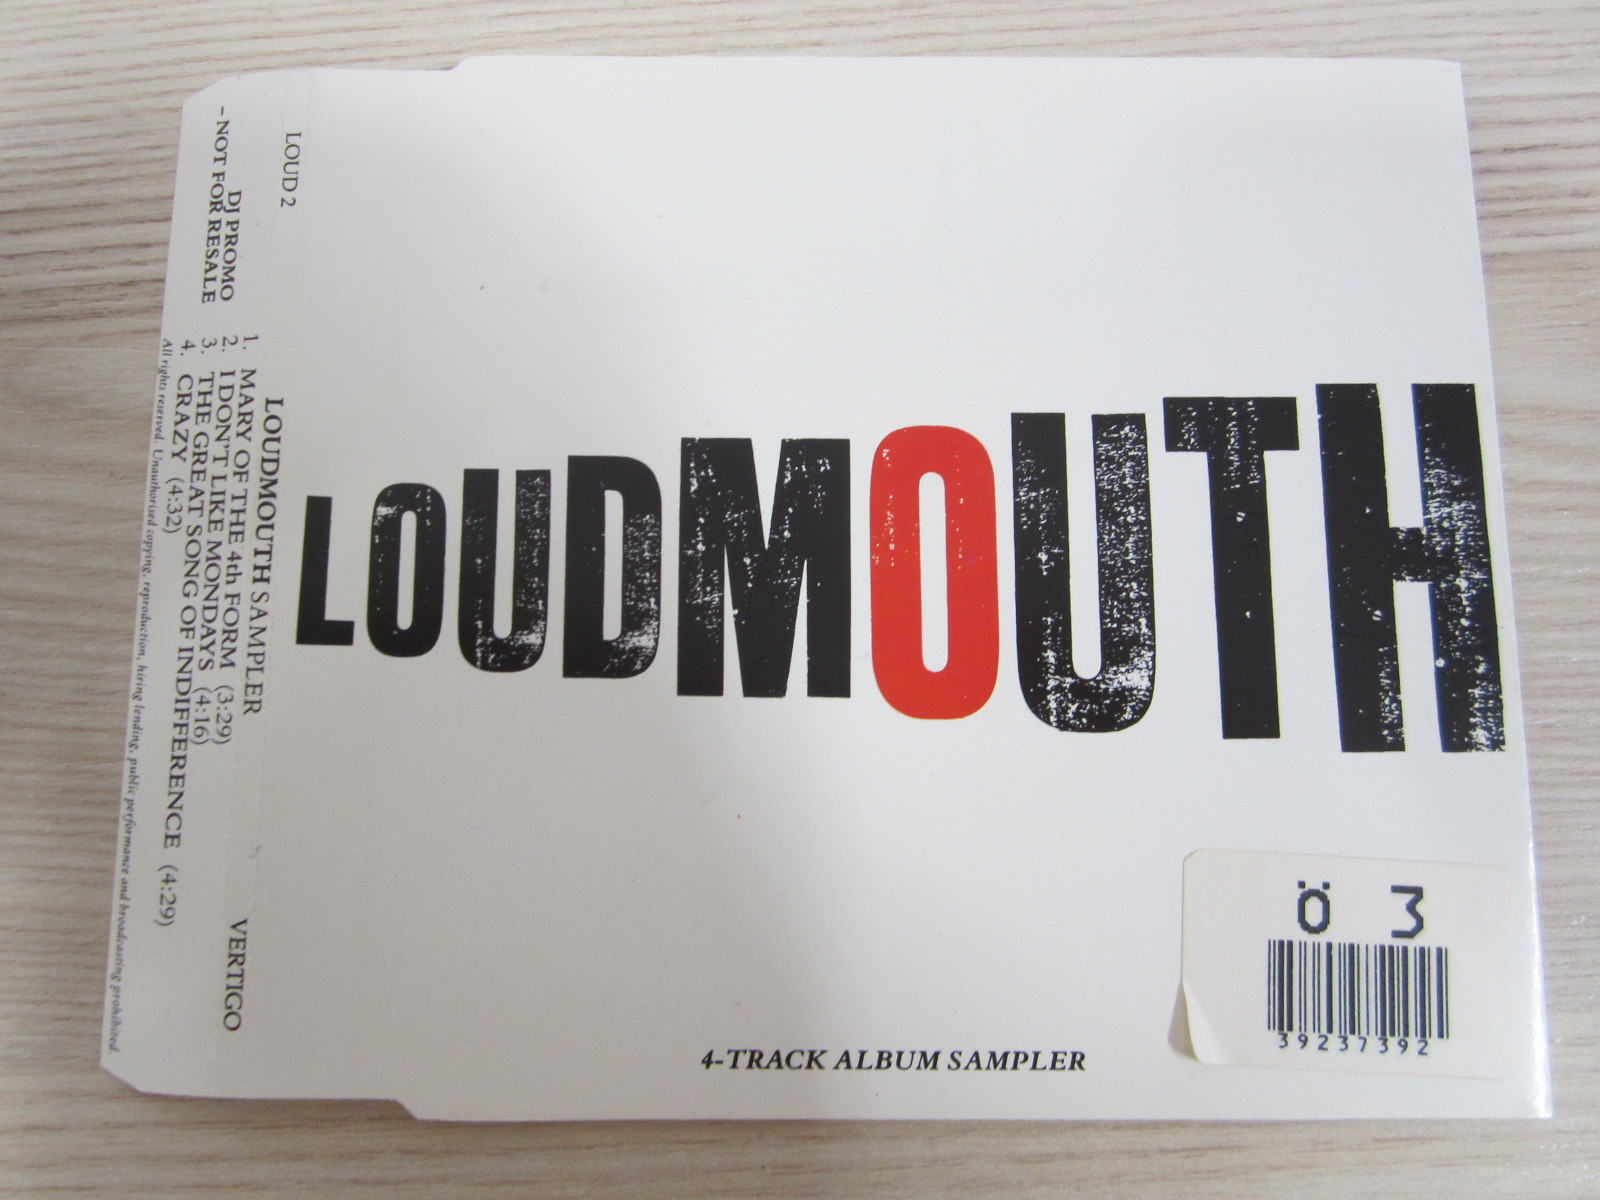 LOUDMOUTH
4-TRACK ALBUM SAMPLER
Ö 3
39237392
LOUD 2
DJ PROMO
- NOT FOR RESALE
LOUDMOUTH SAMPLER
1. MARY OF THE 4th FORM (3:29)
2. I DON'T LIKE MONDAYS (4:16)
3. THE GREAT SONG OF INDIFFERENCE (4:29)
4. CRAZY (4:32)
All rights reserved. Unauthorised copying, reproduction, hiring lending, public performance and broadcasting prohibited.
VERTIGO